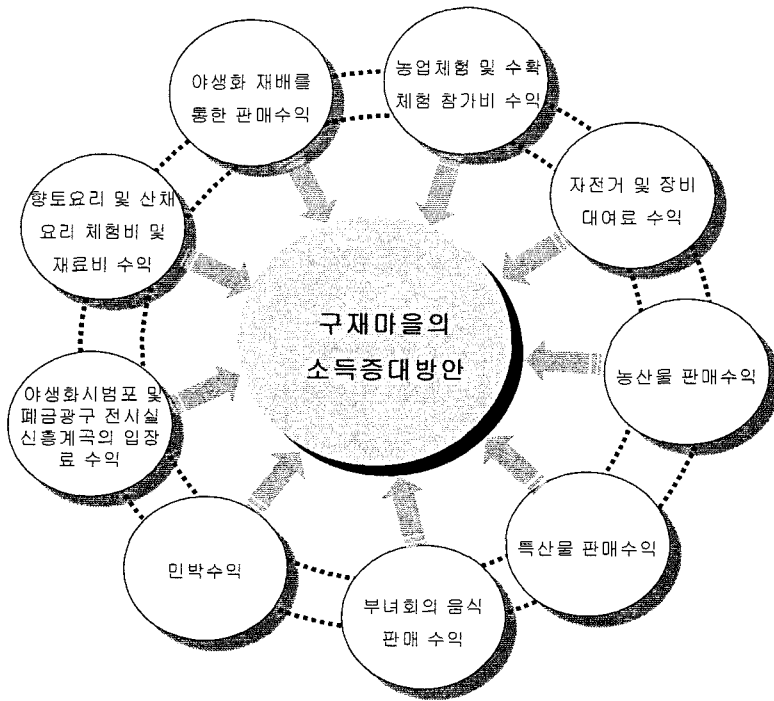 야생화 재배를
통한 판매수익
농업체험 및 수확
체험 참가비 수익
자전거 및 장비
대여료 수익
향토요리 및 산채
요리 체험비 및
재료비 수익
구재마을의
소득증대방안
농산물 판매수익
야생화시범포 및
폐금광구 전시실
신흥계곡의 입장
료 수익
특산물 판매수익
민박수익
부녀회의 음식
판매 수익